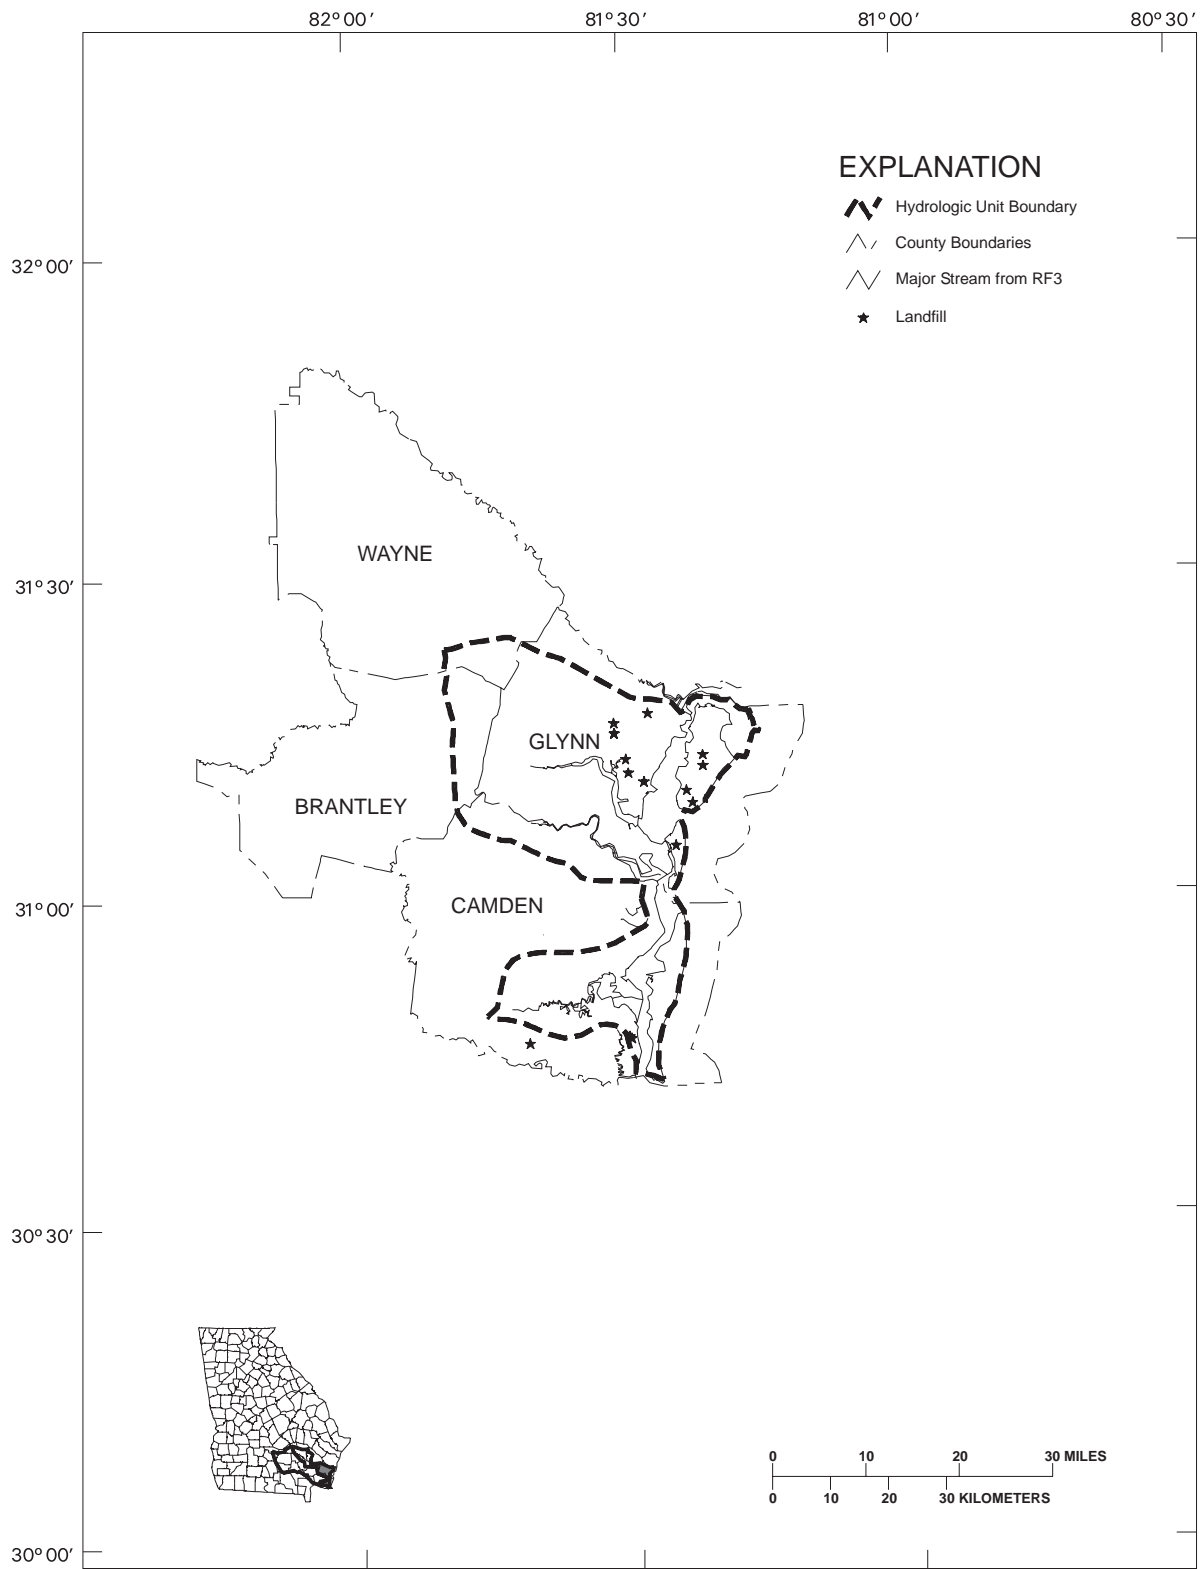 82° 00′ 81° 30′ 81° 00′ 80° 30′
EXPLANATION
Hydrologic Unit Boundary
County Boundaries
32° 00′
Major Stream from RF3
Landfill
WAYNE
31° 30′
GLYNN
BRANTLEY
31° 00′
CAMDEN
30° 30′
0 10 20 30 MILES
0 10 20 30 KILOMETERS
30° 00′